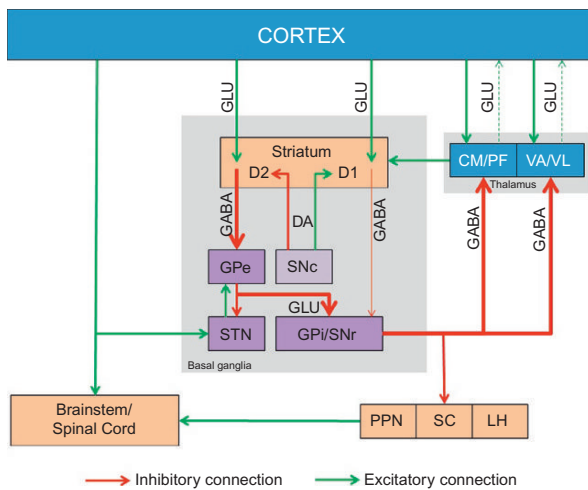 CORTEX
GLU
GLU
GLU
GLU
Striatum
D2
D1
CM/PF
VA/VL
Thalamus
GABA
DA
GABA
GABA
GABA
GPe
SNc
GLU
STN
GPi/SNr
Basal ganglia
Brainstem/
Spinal Cord
PPN
SC
LH
Inhibitory connection
Excitatory connection